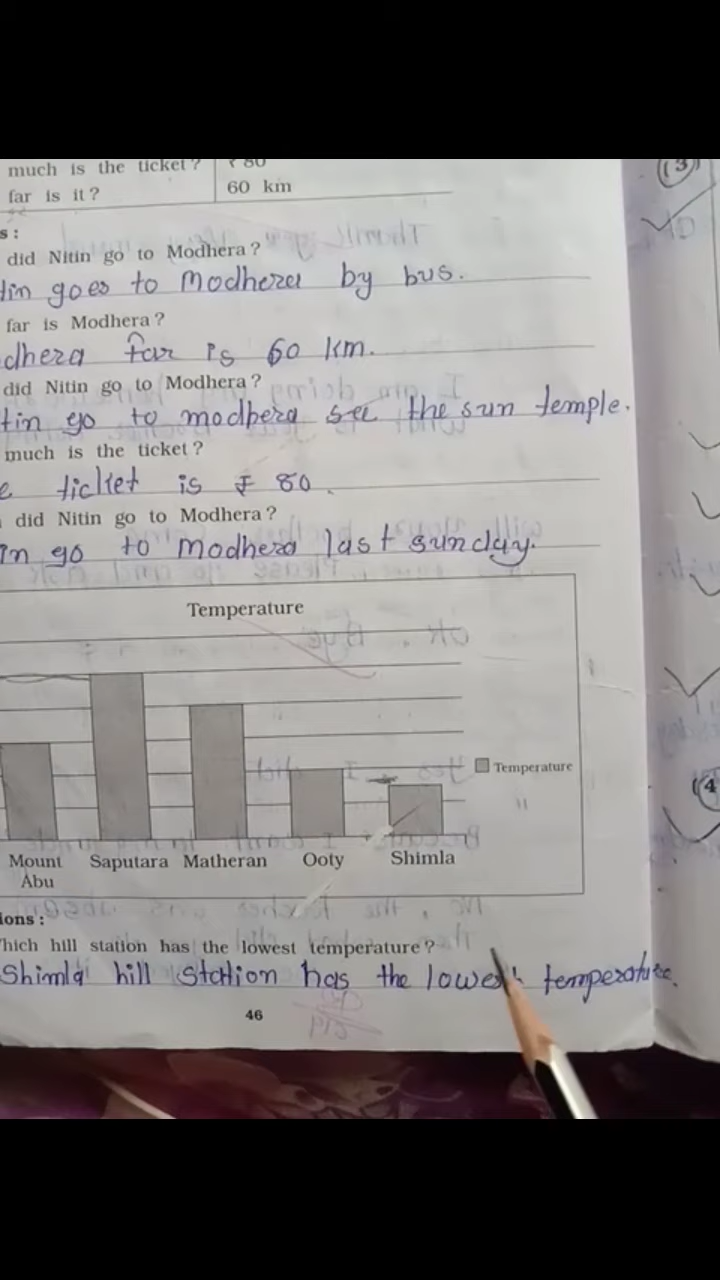 much is the ticket? ₹ 80
far is it? 60 km
s:
did Nitin go to Modhera?
tin goes to Modhera by bus.
far is Modhera?
dhera far is 60 km.
did Nitin go to Modhera?
tin go to modhera see the sun temple.
much is the ticket?
e ticket is ₹ 80.
did Nitin go to Modhera?
in go to modhera last sunday.
Temperature
Temperature
Mount Abu
Saputara
Matheran
Ooty
Shimla
ions:
hich hill station has the lowest temperature?
Shimla hill station has the lowest temperature.
46
(3)
(4